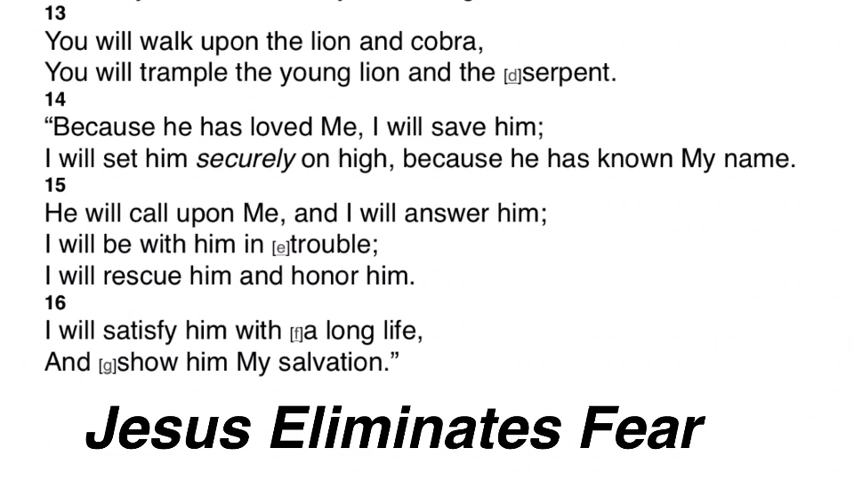 13
You will walk upon the lion and cobra,
You will trample the young lion and the [d]serpent.
14
“Because he has loved Me, I will save him;
I will set him securely on high, because he has known My name.
15
He will call upon Me, and I will answer him;
I will be with him in [e]trouble;
I will rescue him and honor him.
16
I will satisfy him with [f]a long life,
And [g]show him My salvation.”
Jesus Eliminates Fear